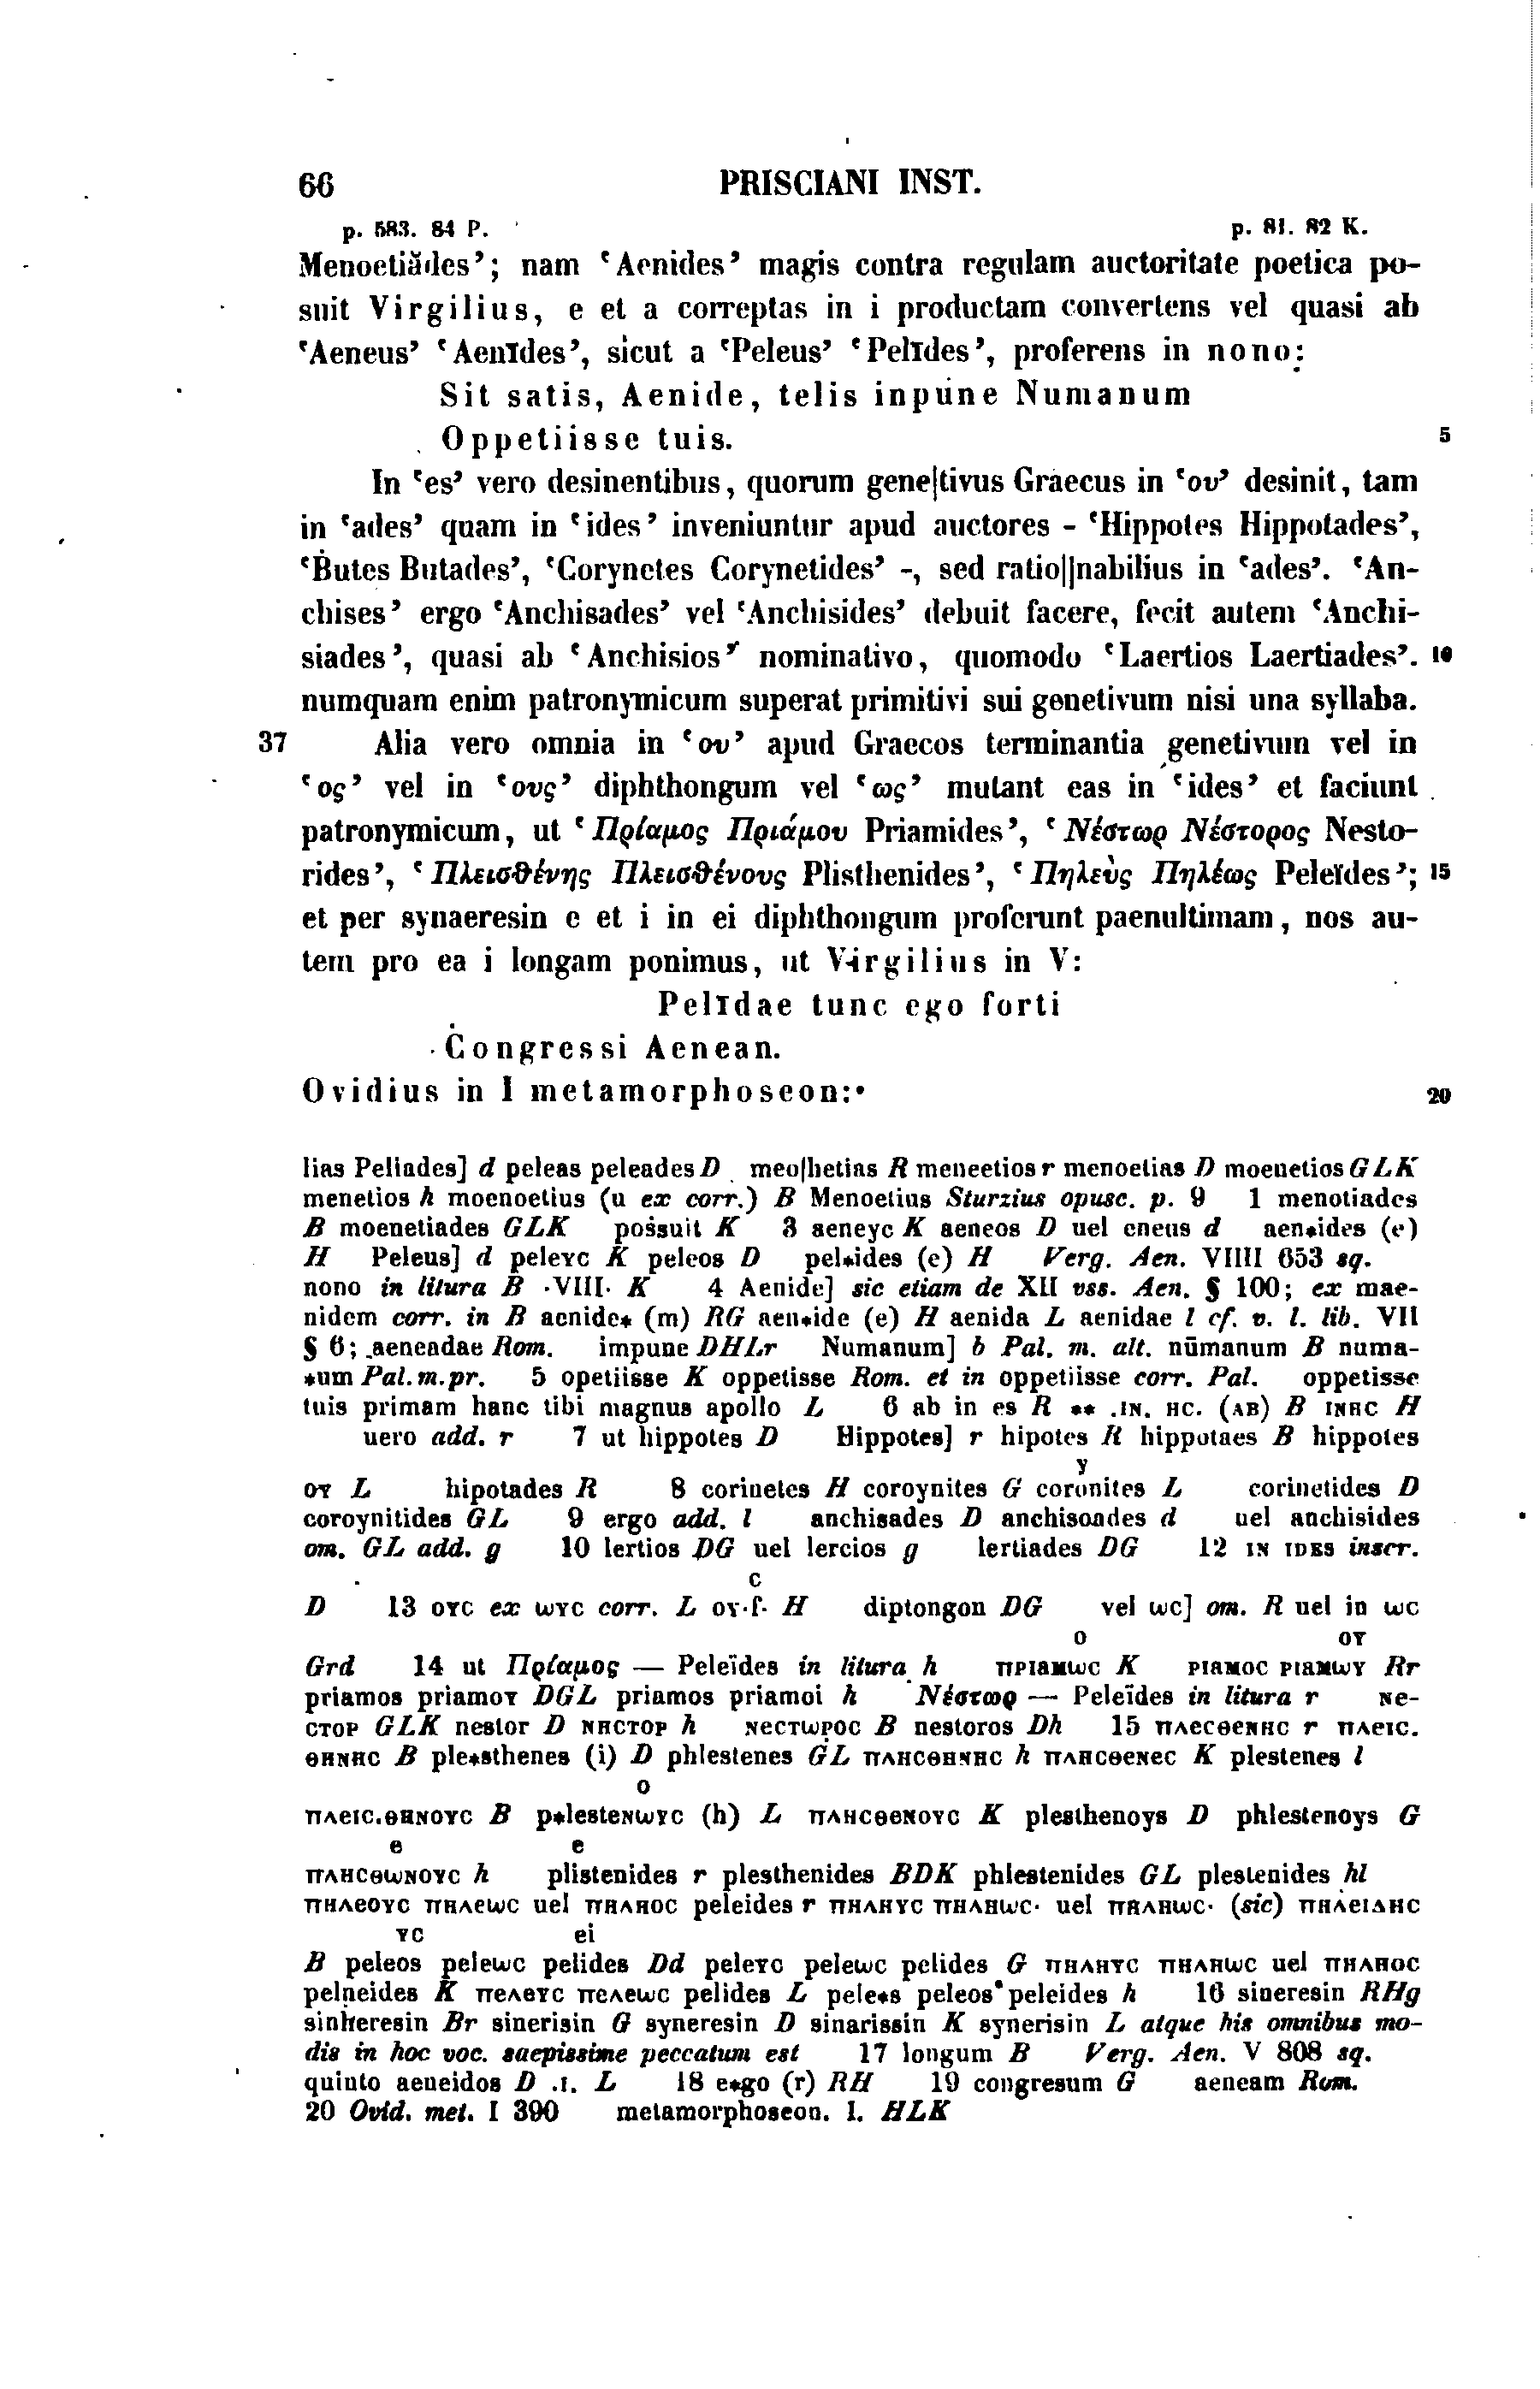 66 PRISCIANI INST.
p. 583. 84 P. p. 81. 82 K.
Menoetiădes’; nam ‘Aenides’ magis contra regulam auctoritate poetica po-
suit Virgilius, e et a correptas in i productam convertens vel quasi ab
‘Aeneus’ ‘Aenīdes’, sicut a ‘Peleus’ ‘Pelīdes’, proferens in nono:
Sit satis, Aenide, telis inpune Numanum
Oppetiisse tuis. 5
In ‘es’ vero desinentibus, quorum gene|tivus Graecus in ‘ου’ desinit, tam
in ‘ades’ quam in ‘ides’ inveniuntur apud auctores - ‘Hippotes Hippotades’,
‘Butes Butades’, ‘Corynetes Corynetides’ -, sed ratio||nabilius in ‘ades’. ‘An-
chises’ ergo ‘Anchisades’ vel ‘Anchisides’ debuit facere, fecit autem ‘Anchi-
siades’, quasi ab ‘Anchisios’ nominativo, quomodo ‘Laertios Laertiades’. 10
numquam enim patronymicum superat primitivi sui genetivum nisi una syllaba.
37 Alia vero omnia in ‘ου’ apud Graecos terminantia genetivum vel in
‘ος’ vel in ‘ους’ diphthongum vel ‘ως’ mutant eas in ‘ides’ et faciunt
patronymicum, ut ‘Πρίαμος Πριάμου Priamides’, ‘Νέστωρ Νέστορος Nesto-
rides’, ‘Πλεισθένης Πλεισθένους Plisthenides’, ‘Πηλεὺς Πηλέως Peleïdes’; 15
et per synaeresin e et i in ei diphthongum proferunt paenultimam, nos au-
tem pro ea i longam ponimus, ut Virgilius in V:
Pelīdae tunc ego forti
Congressi Aenean.
Ovidius in I metamorphoseon: 20
lias Peliades] d peleas peleades D meo|hetias R meneetios r menoetias D moenetios GLK
menetios h moenoetius (u ex corr.) B Menoetius Sturzius opusc. p. 9 1 menotiades
B moenetiades GLK possuit K 3 aeneyc K aeneos D uel eneus d aen*ides (e)
H Peleus] d peleyc K peleos D pel*ides (e) H Verg. Aen. VIIII 653 sq.
nono in litura B ·VIII· K 4 Aenide] sic etiam de XII vss. Aen. § 100; ex mae-
nidem corr. in B aenide* (m) RG aen*ide (e) H aenida L aenidae l cf. v. l. lib. VII
§ 6; aeneadae Rom. impune DHLr Numanum] b Pal. m. alt. nūmanum B numa-
*um Pal. m. pr. 5 opetiisse K oppetisse Rom. et in oppetiisse corr. Pal. oppetisse
tuis primam hanc tibi magnus apollo L 6 ab in es R ** .IN. HC. (AB) B INHC H
uero add. r 7 ut hippotes D Hippotes] r hipotes R hippotaes B hippotes
y
ΟΥ L hipotades R 8 corinetes H coroynites G coronites L corinetides D
coroynitides GL 9 ergo add. l anchisades D anchisoades d uel anchisides
om. GL add. g 10 lertios DG uel lercios g lertiades DG 12 IN IDES inscr.
c
D 13 ΟΥC ex ωΥC corr. L ΟΥ·f· H diptongon DG vel ωC] om. R uel in ωC
Ο ΟΥ
Grd 14 ut Πρίαμος — Peleïdes in litura h ΠΡΙΑΜωC K ΡΙΑΜΟC ΡΙΑΜωΥ Rr
priamos priamoΥ DGL priamos priamoi h Νέστωρ — Peleïdes in litura r ΝΕ-
CΤΟΡ GLK nestor D ΝΗCΤΟΡ h ΝΕCΤωΡΟC B nestoros Dh 15 ΠΛΕCΘΕΝΗC r ΠΛΕΙC.
ΘΗΝΗC B ple*sthenes (i) D phlestenes GL ΠΛΗCΘΗΝΗC h ΠΛΗCΘΕΝΕC K plestenes l
Ο
ΠΛΕΙC.ΘΗΝΟΥC B p*lesteΝωΥC (h) L ΠΛΗCΘΕΝΟΥC K plesthenoys D phlestenoys G
e e
ΠΛΗCΘωΝΟΥC h plistenides r plesthenides BDK phlestenides GL plestenides hl
ΠΗΛΕΟΥC ΠΗΛΕωC uel ΠΗΛΗΟC peleides r ΠΗΛΗΥC ΠΗΛΗωC· uel ΠΗΛΗωC· (sic) ΠΗΛΕΙΔΗC
ΥC ei
B peleos pelewc pelides Dd peleΥc pelewc pelides G ΠΗΛΗΥC ΠΗΛΗωC uel ΠΗΛΗΟC
pelneides K ΠΕΛΕΥC ΠΕΛΕωC pelides L pele*s peleos peleides h 16 sineresin RHg
sinheresin Br sinerisin G syneresin D sinarissin K synerisin L atque his omnibus mo-
dis in hoc voc. saepissime peccatum est 17 longum B Verg. Aen. V 808 sq.
quinto aeneidos D .I. L 18 e*go (r) RH 19 congresum G aeneam Rom.
20 Ovid. met. I 390 metamorphoseon. I. HLK